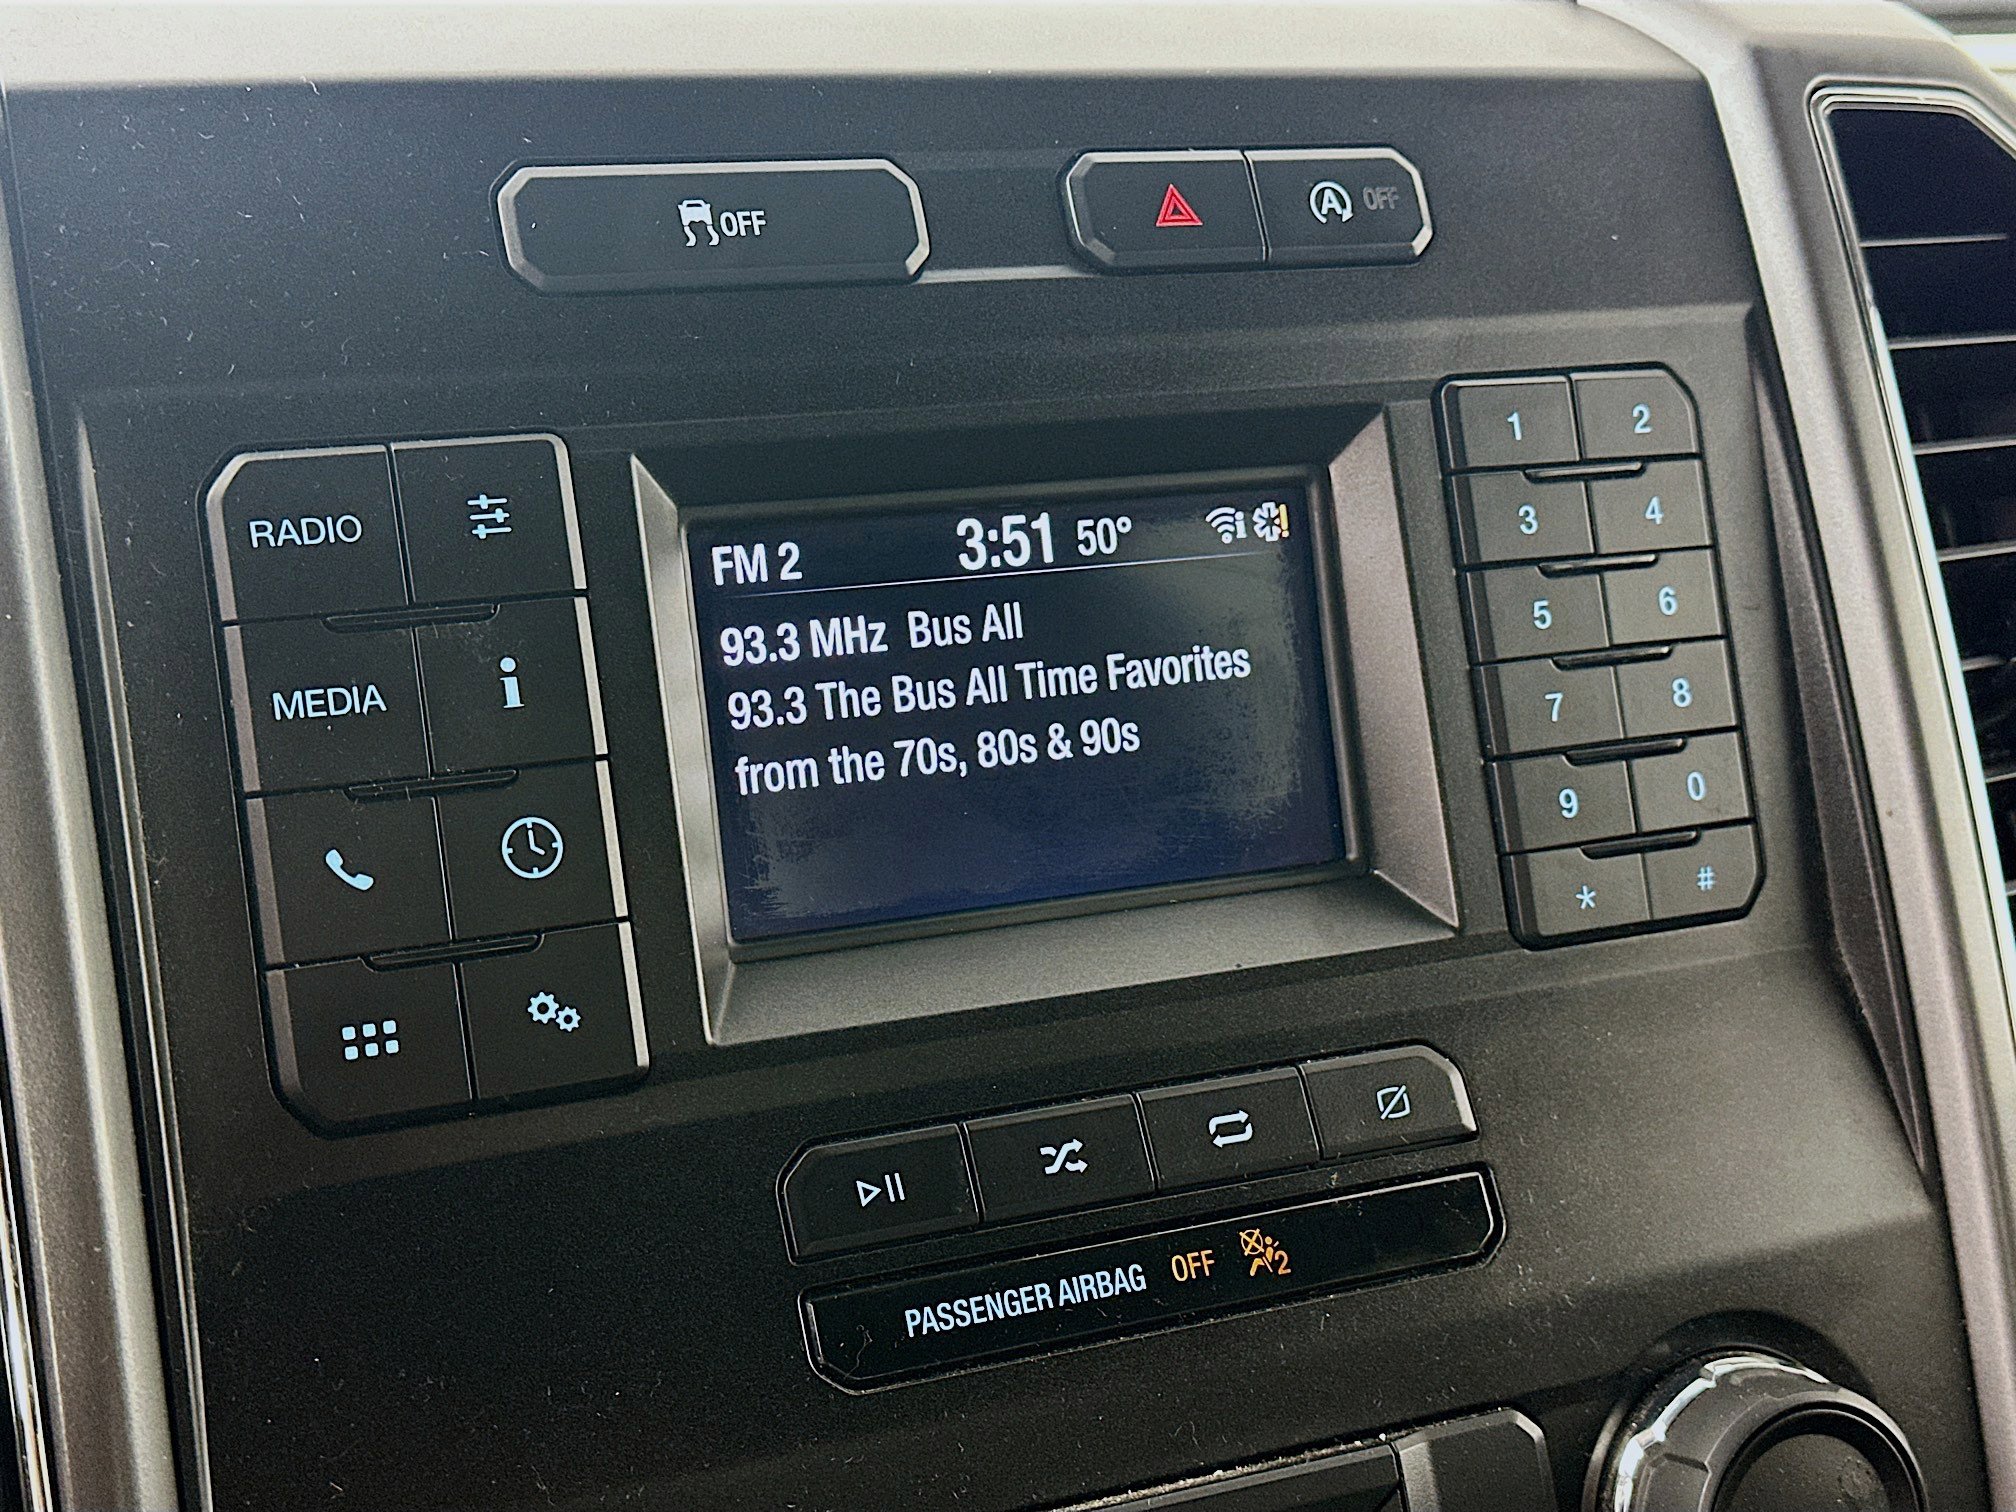 OFF
A OFF
RADIO
MEDIA
FM 2 3:51 50° i !
93.3 MHz Bus All
93.3 The Bus All Time Favorites
from the 70s, 80s & 90s
i
1 2
3 4
5 6
7 8
9 0
* #
PASSENGER AIRBAG OFF 2